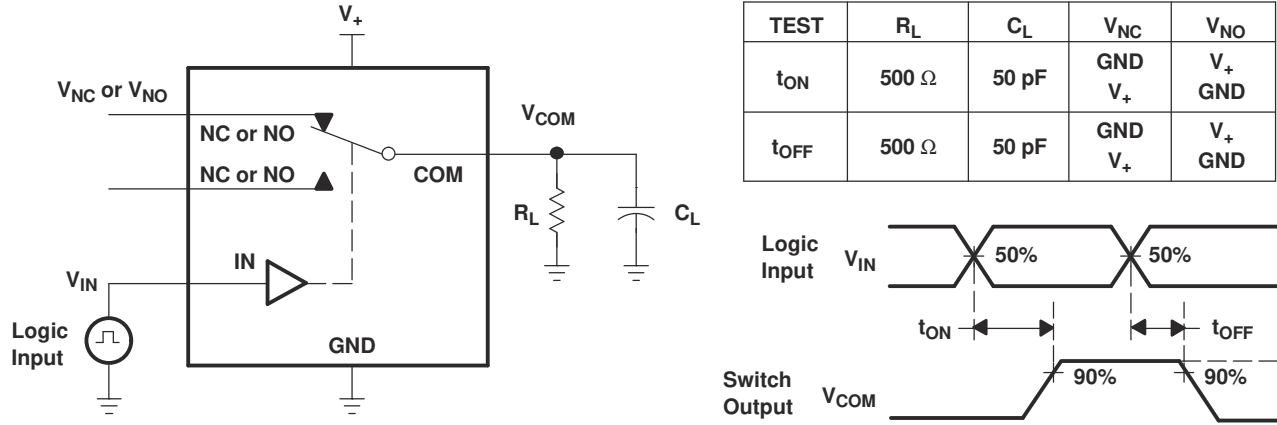 V+
VNC or VNO
NC or NO
VCOM
NC or NO
COM
RL
CL
IN
VIN
Logic
Input
GND
TEST RL CL VNC VNO
tON 500 Ω 50 pF GND V+
V+ GND
tOFF 500 Ω 50 pF GND V+
V+ GND
Logic
Input
VIN
50% 50%
tON tOFF
Switch
Output
VCOM
90% 90%